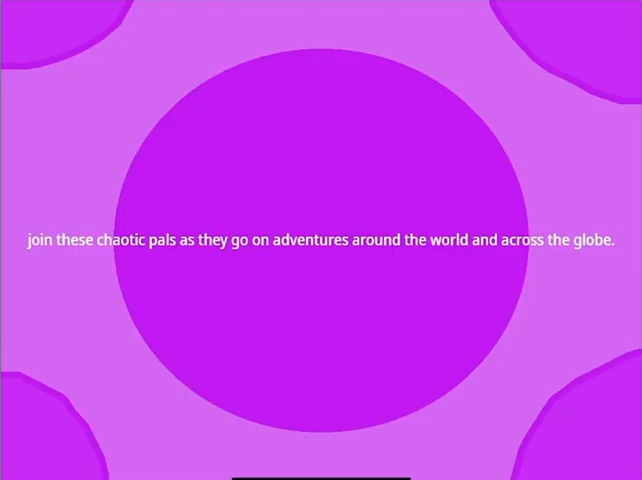 join these chaotic pals as they go on adventures around the world and across the globe.